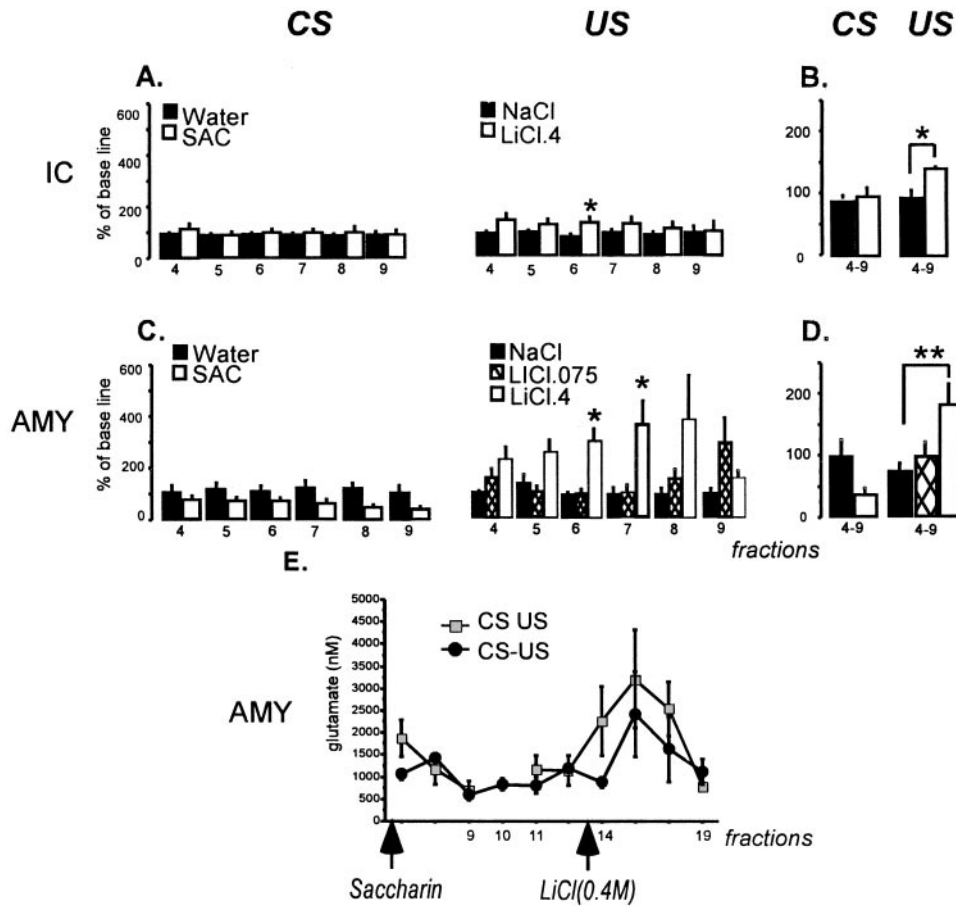 CS US CS US
A. B.
Water
SAC
NaCl
LiCl.4
IC
% of base line
600
400
200
0
4 5 6 7 8 9
*
4 5 6 7 8 9
200
100
0
*
4-9 4-9
C. D.
Water
SAC
NaCl
LICl.075
LiCl.4
AMY
% of base line
600
400
200
0
4 5 6 7 8 9
* *
4 5 6 7 8 9
200
100
0
**
4-9 4-9
fractions
E.
AMY
glutamate (nM)
5000
4500
4000
3500
3000
2500
2000
1500
1000
500
0
CS US
CS-US
9 10 11 14 19 fractions
Saccharin LiCl(0.4M)